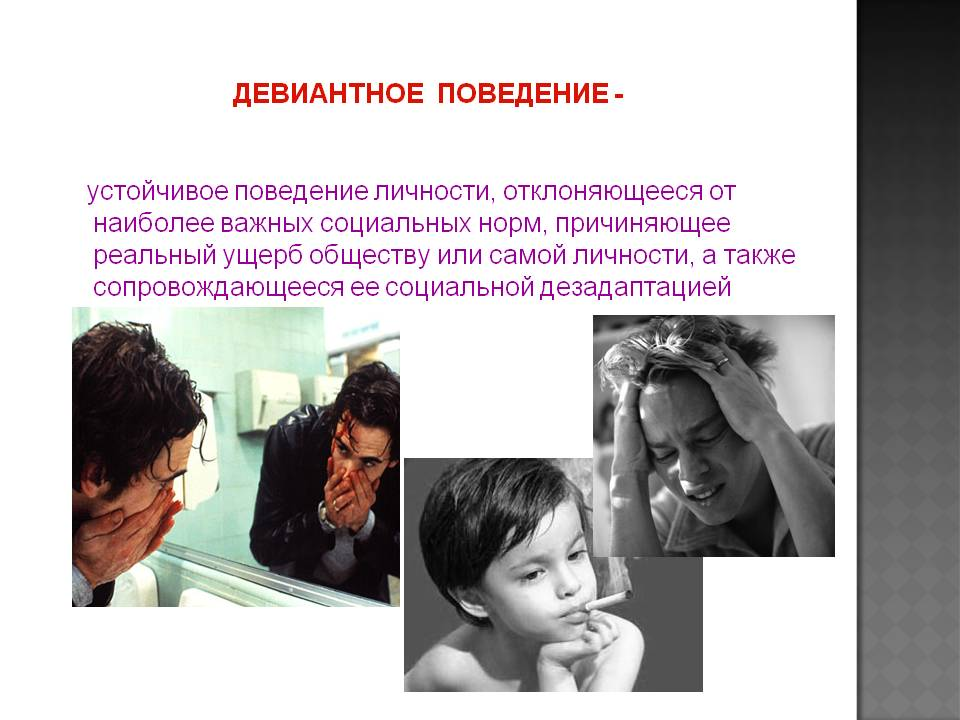 ДЕВИАНТНОЕ ПОВЕДЕНИЕ -
устойчивое поведение личности, отклоняющееся от
наиболее важных социальных норм, причиняющее
реальный ущерб обществу или самой личности, а также
сопровождающееся ее социальной дезадаптацией